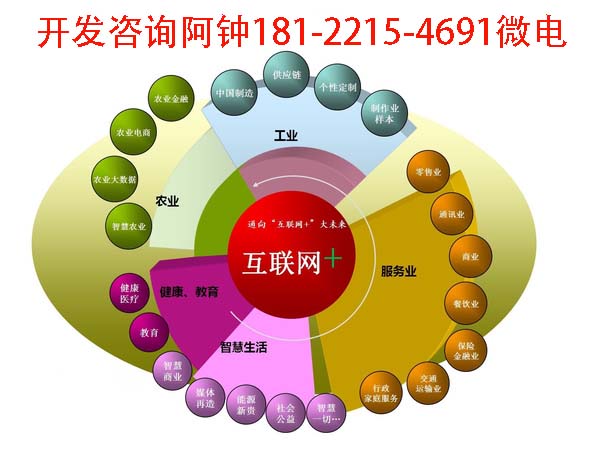 开发咨询阿钟181-2215-4691微电
供应链
中国制造
个性定制
制作业
样本
工业
农业金融
农业电商
农业大数据
智慧农业
农业
零售业
通讯业
商业
餐饮业
保险
金融业
交通
运输业
行政
家庭服务
服务业
通向“互联网+”大未来
互联网+
健康、教育
健康
医疗
教育
智慧生活
智慧
商业
媒体
再造
能源
新贵
社会
公益
智慧
一切…